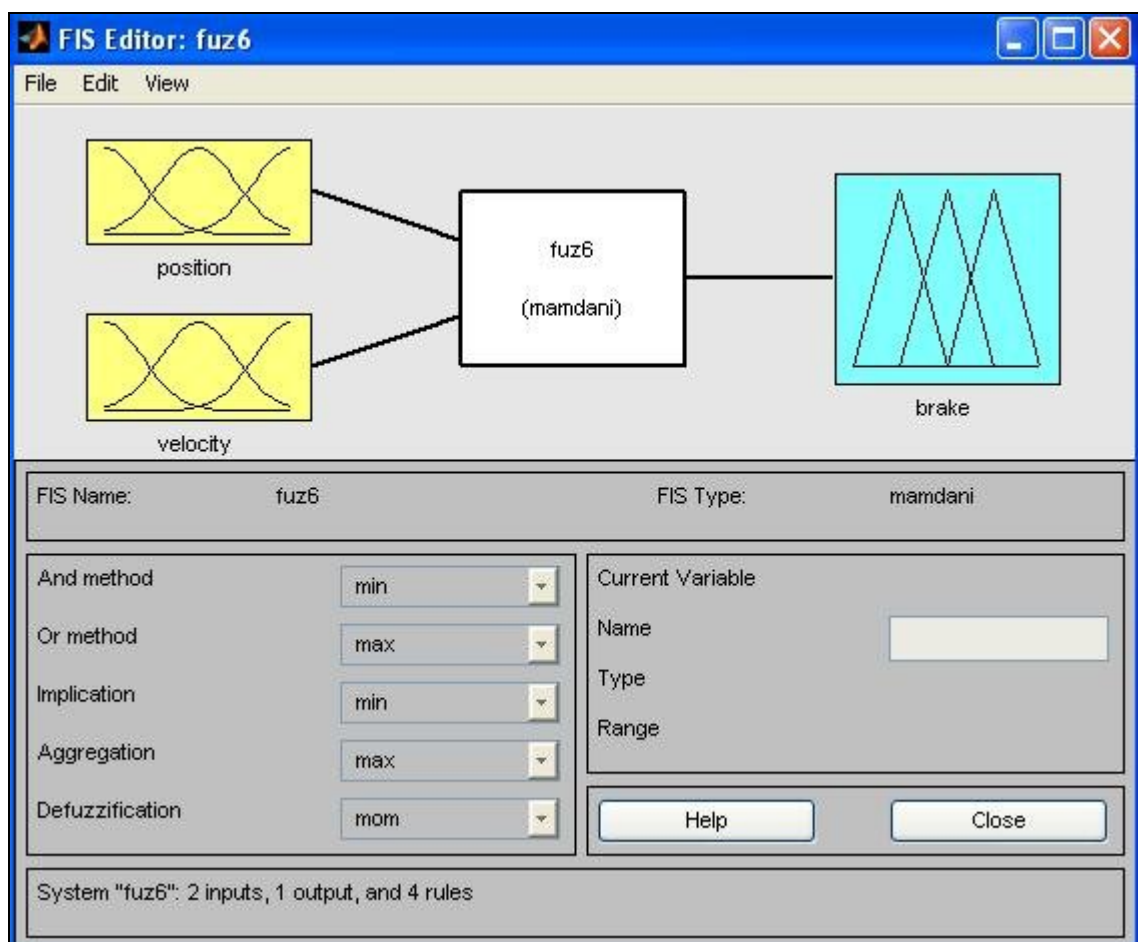 FIS Editor: fuz6
File Edit View
position
velocity
fuz6
(mamdani)
brake
FIS Name: fuz6 FIS Type: mamdani
And method min
Or method max
Implication min
Aggregation max
Defuzzification mom
Current Variable
Name
Type
Range
Help Close
System "fuz6": 2 inputs, 1 output, and 4 rules